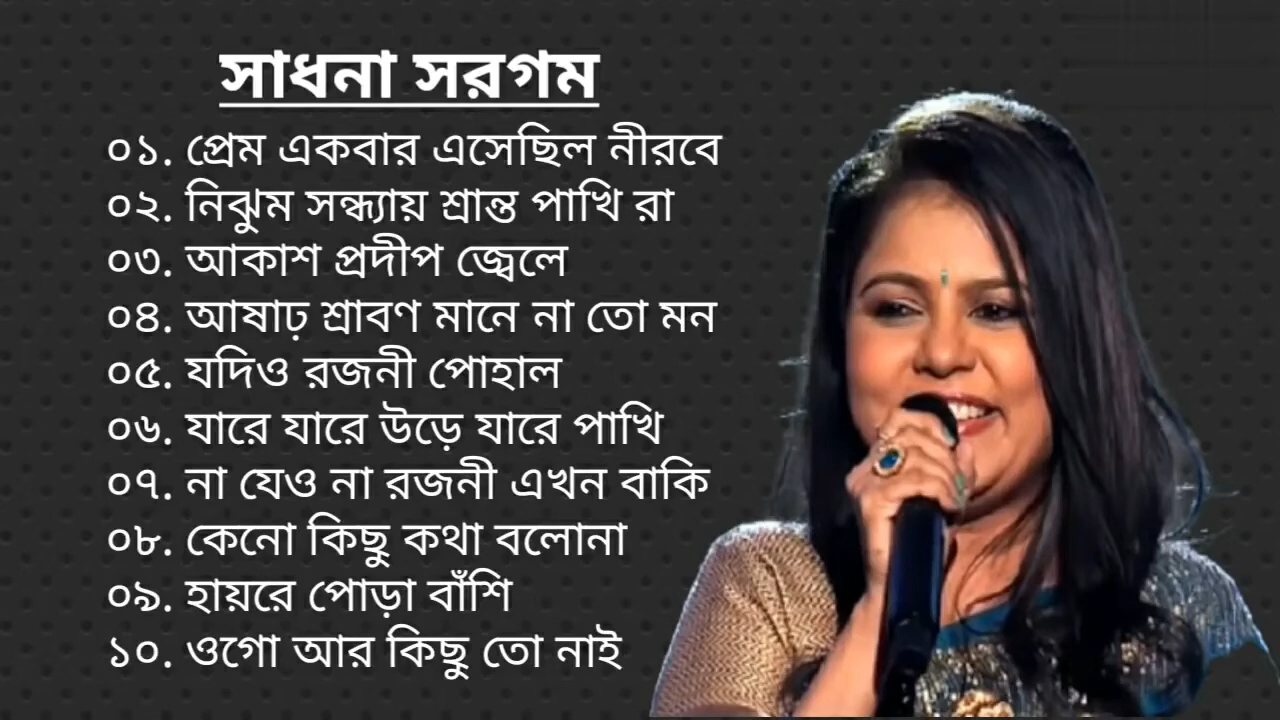 সাধনা সরগম
০১. প্রেম একবার এসেছিল নীরবে
০২. নিঝুম সন্ধ্যায় শ্রান্ত পাখি রা
০৩. আকাশ প্রদীপ জ্বেলে
০৪. আষাঢ় শ্রাবণ মানে না তো মন
০৫. যদিও রজনী পোহাল
০৬. যারে যারে উড়ে যারে পাখি
০৭. না যেও না রজনী এখন বাকি
০৮. কেনো কিছু কথা বলোনা
০৯. হায়রে পোড়া বাঁশি
১০. ওগো আর কিছু তো নাই